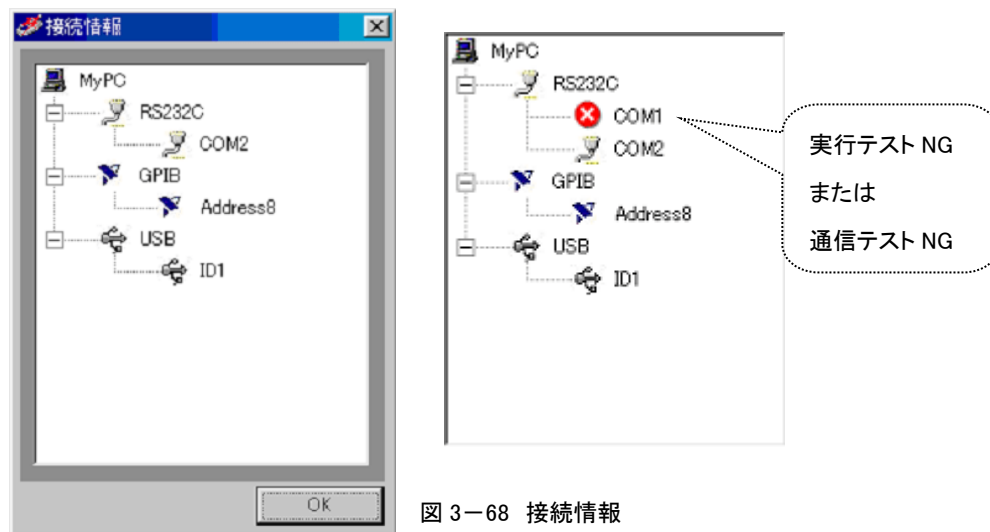 接続情報
MyPC
RS232C
COM2
GPIB
Address8
USB
ID1
OK
MyPC
RS232C
COM1
COM2
GPIB
Address8
USB
ID1
実行テスト NG
または
通信テスト NG
図 3－68 接続情報